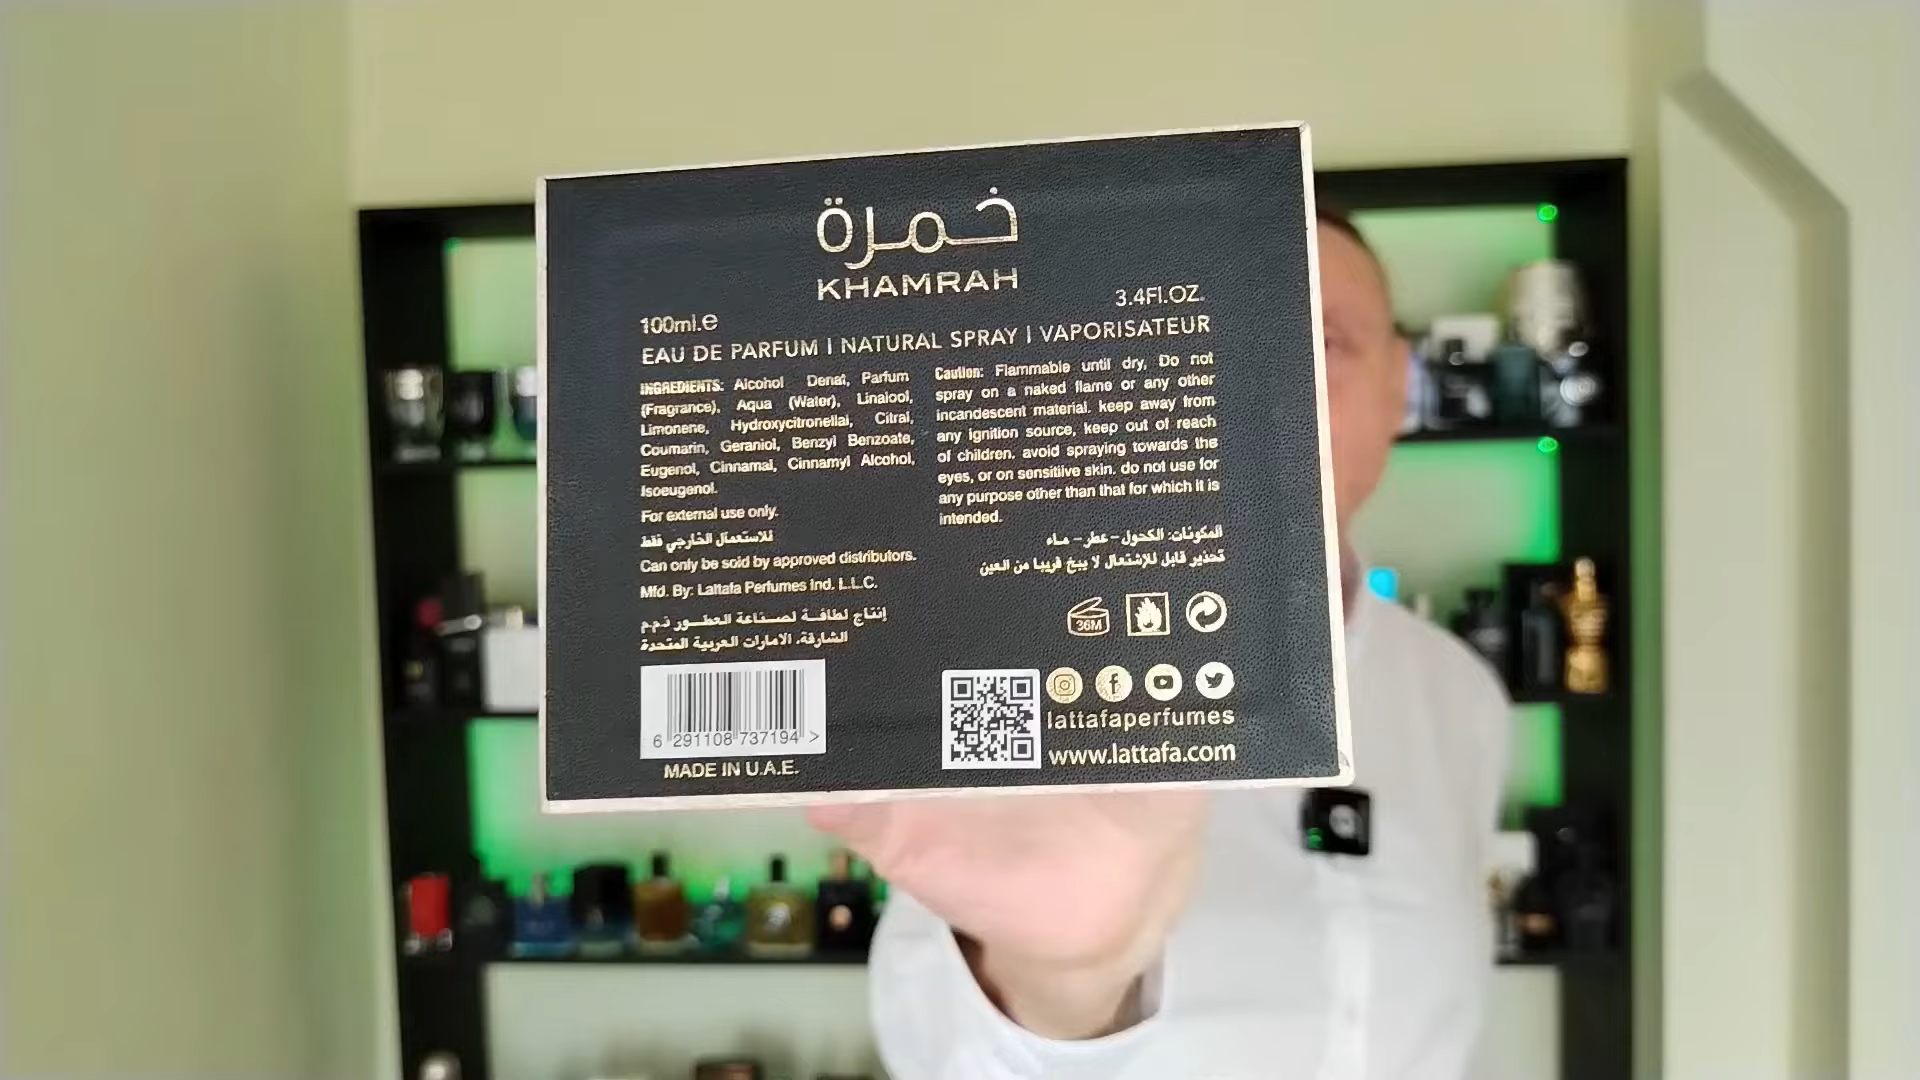 خمرة
KHAMRAH
100ml.e
3.4Fl.OZ.
EAU DE PARFUM | NATURAL SPRAY | VAPORISATEUR
INGREDIENTS: Alcohol Denat, Parfum
(Fragrance), Aqua (Water), Linalool,
Limonene, Hydroxycitronellal, Citral,
Coumarin, Geraniol, Benzyl Benzoate,
Eugenol, Cinnamal, Cinnamyl Alcohol,
Isoeugenol.
For external use only.
للاستعمال الخارجي فقط
Can only be sold by approved distributors.
Mfd. By: Lattafa Perfumes Ind. L.L.C.
إنتاج لطافة لصناعة العطور ذ.م.م
الشارقة، الامارات العربية المتحدة
Caution: Flammable until dry, Do not
spray on a naked flame or any other
incandescent material. keep away from
any ignition source, keep out of reach
of children. avoid spraying towards the
eyes, or on sensitive skin. do not use for
any purpose other than that for which it is
intended.
المكونات: الكحول - عطر - ماء
تحذير قابل للإشتعال لا يبخ قريبا من العين
36M
6 291108 737194 >
MADE IN U.A.E.
lattafaperfumes
www.lattafa.com